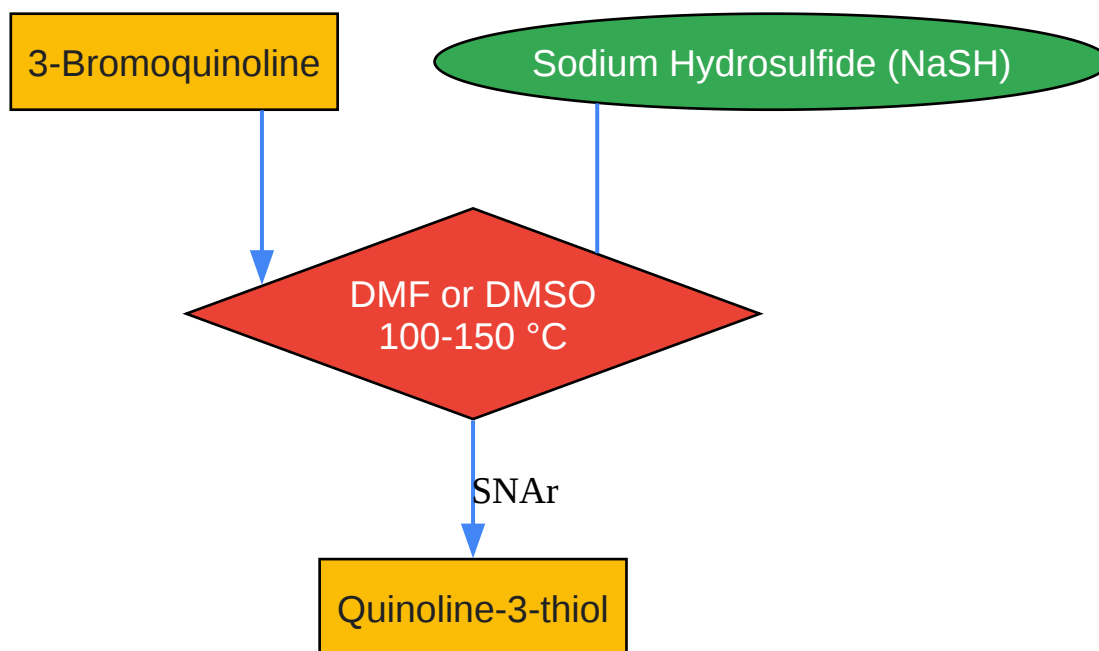 3-Bromoquinoline
Sodium Hydrosulfide (NaSH)
DMF or DMSO
100-150 °C
SNAr
Quinoline-3-thiol